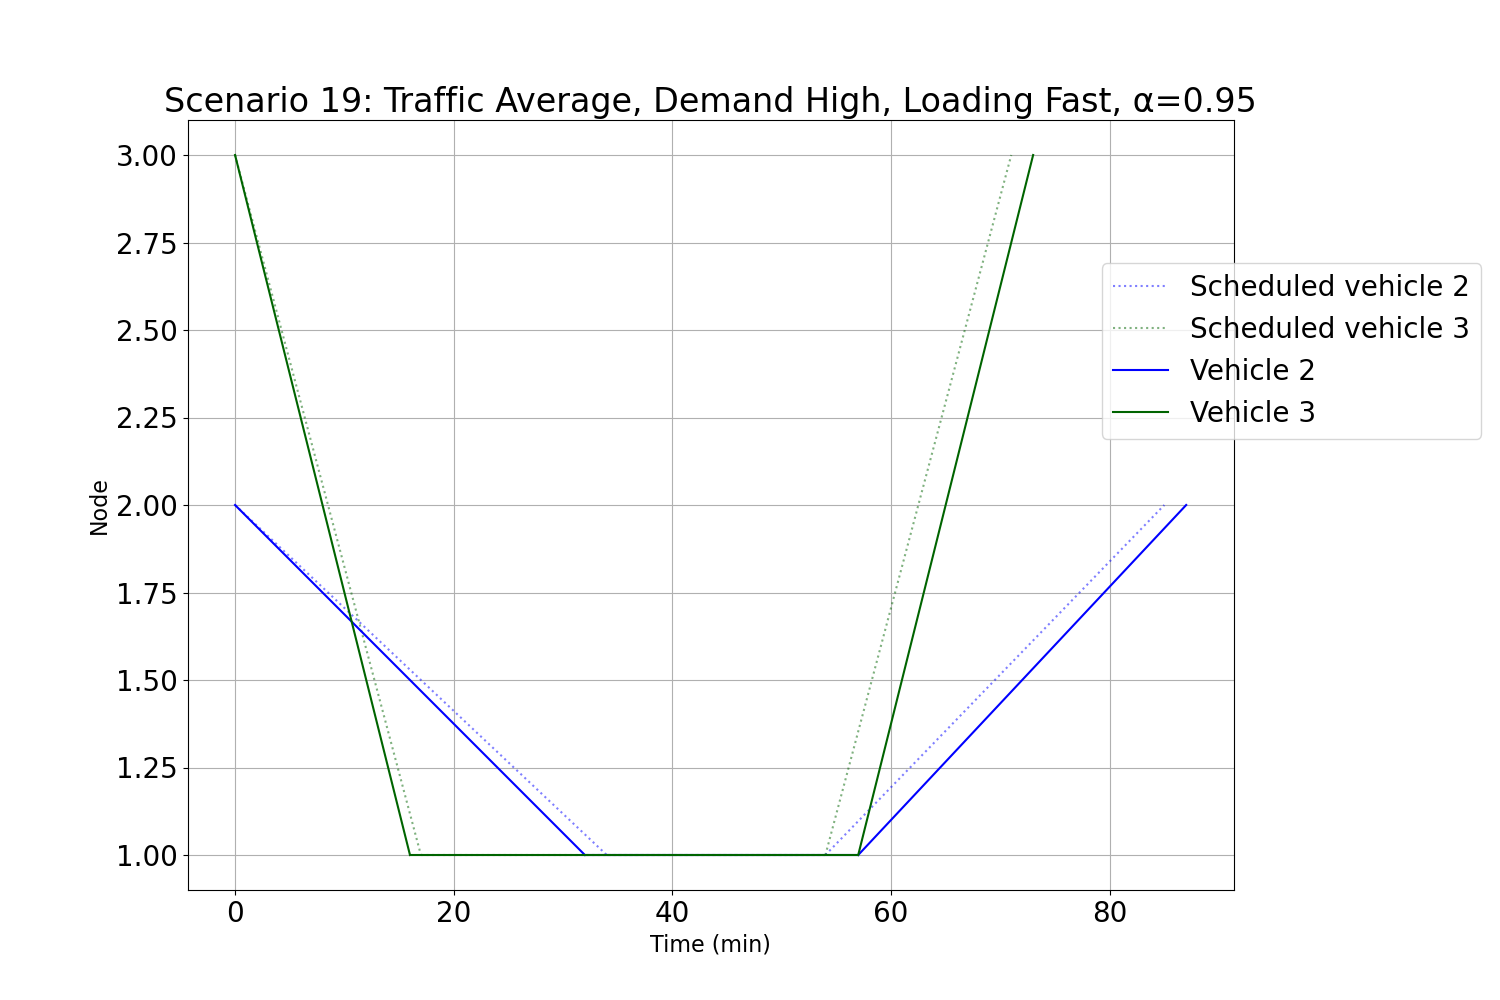 Scenario 19: Traffic Average, Demand High, Loading Fast, α=0.95
3.00
2.75
2.50
2.25
2.00
1.75
1.50
1.25
1.00
Node
0 20 40 60 80
Time (min)
Scheduled vehicle 2
Scheduled vehicle 3
Vehicle 2
Vehicle 3